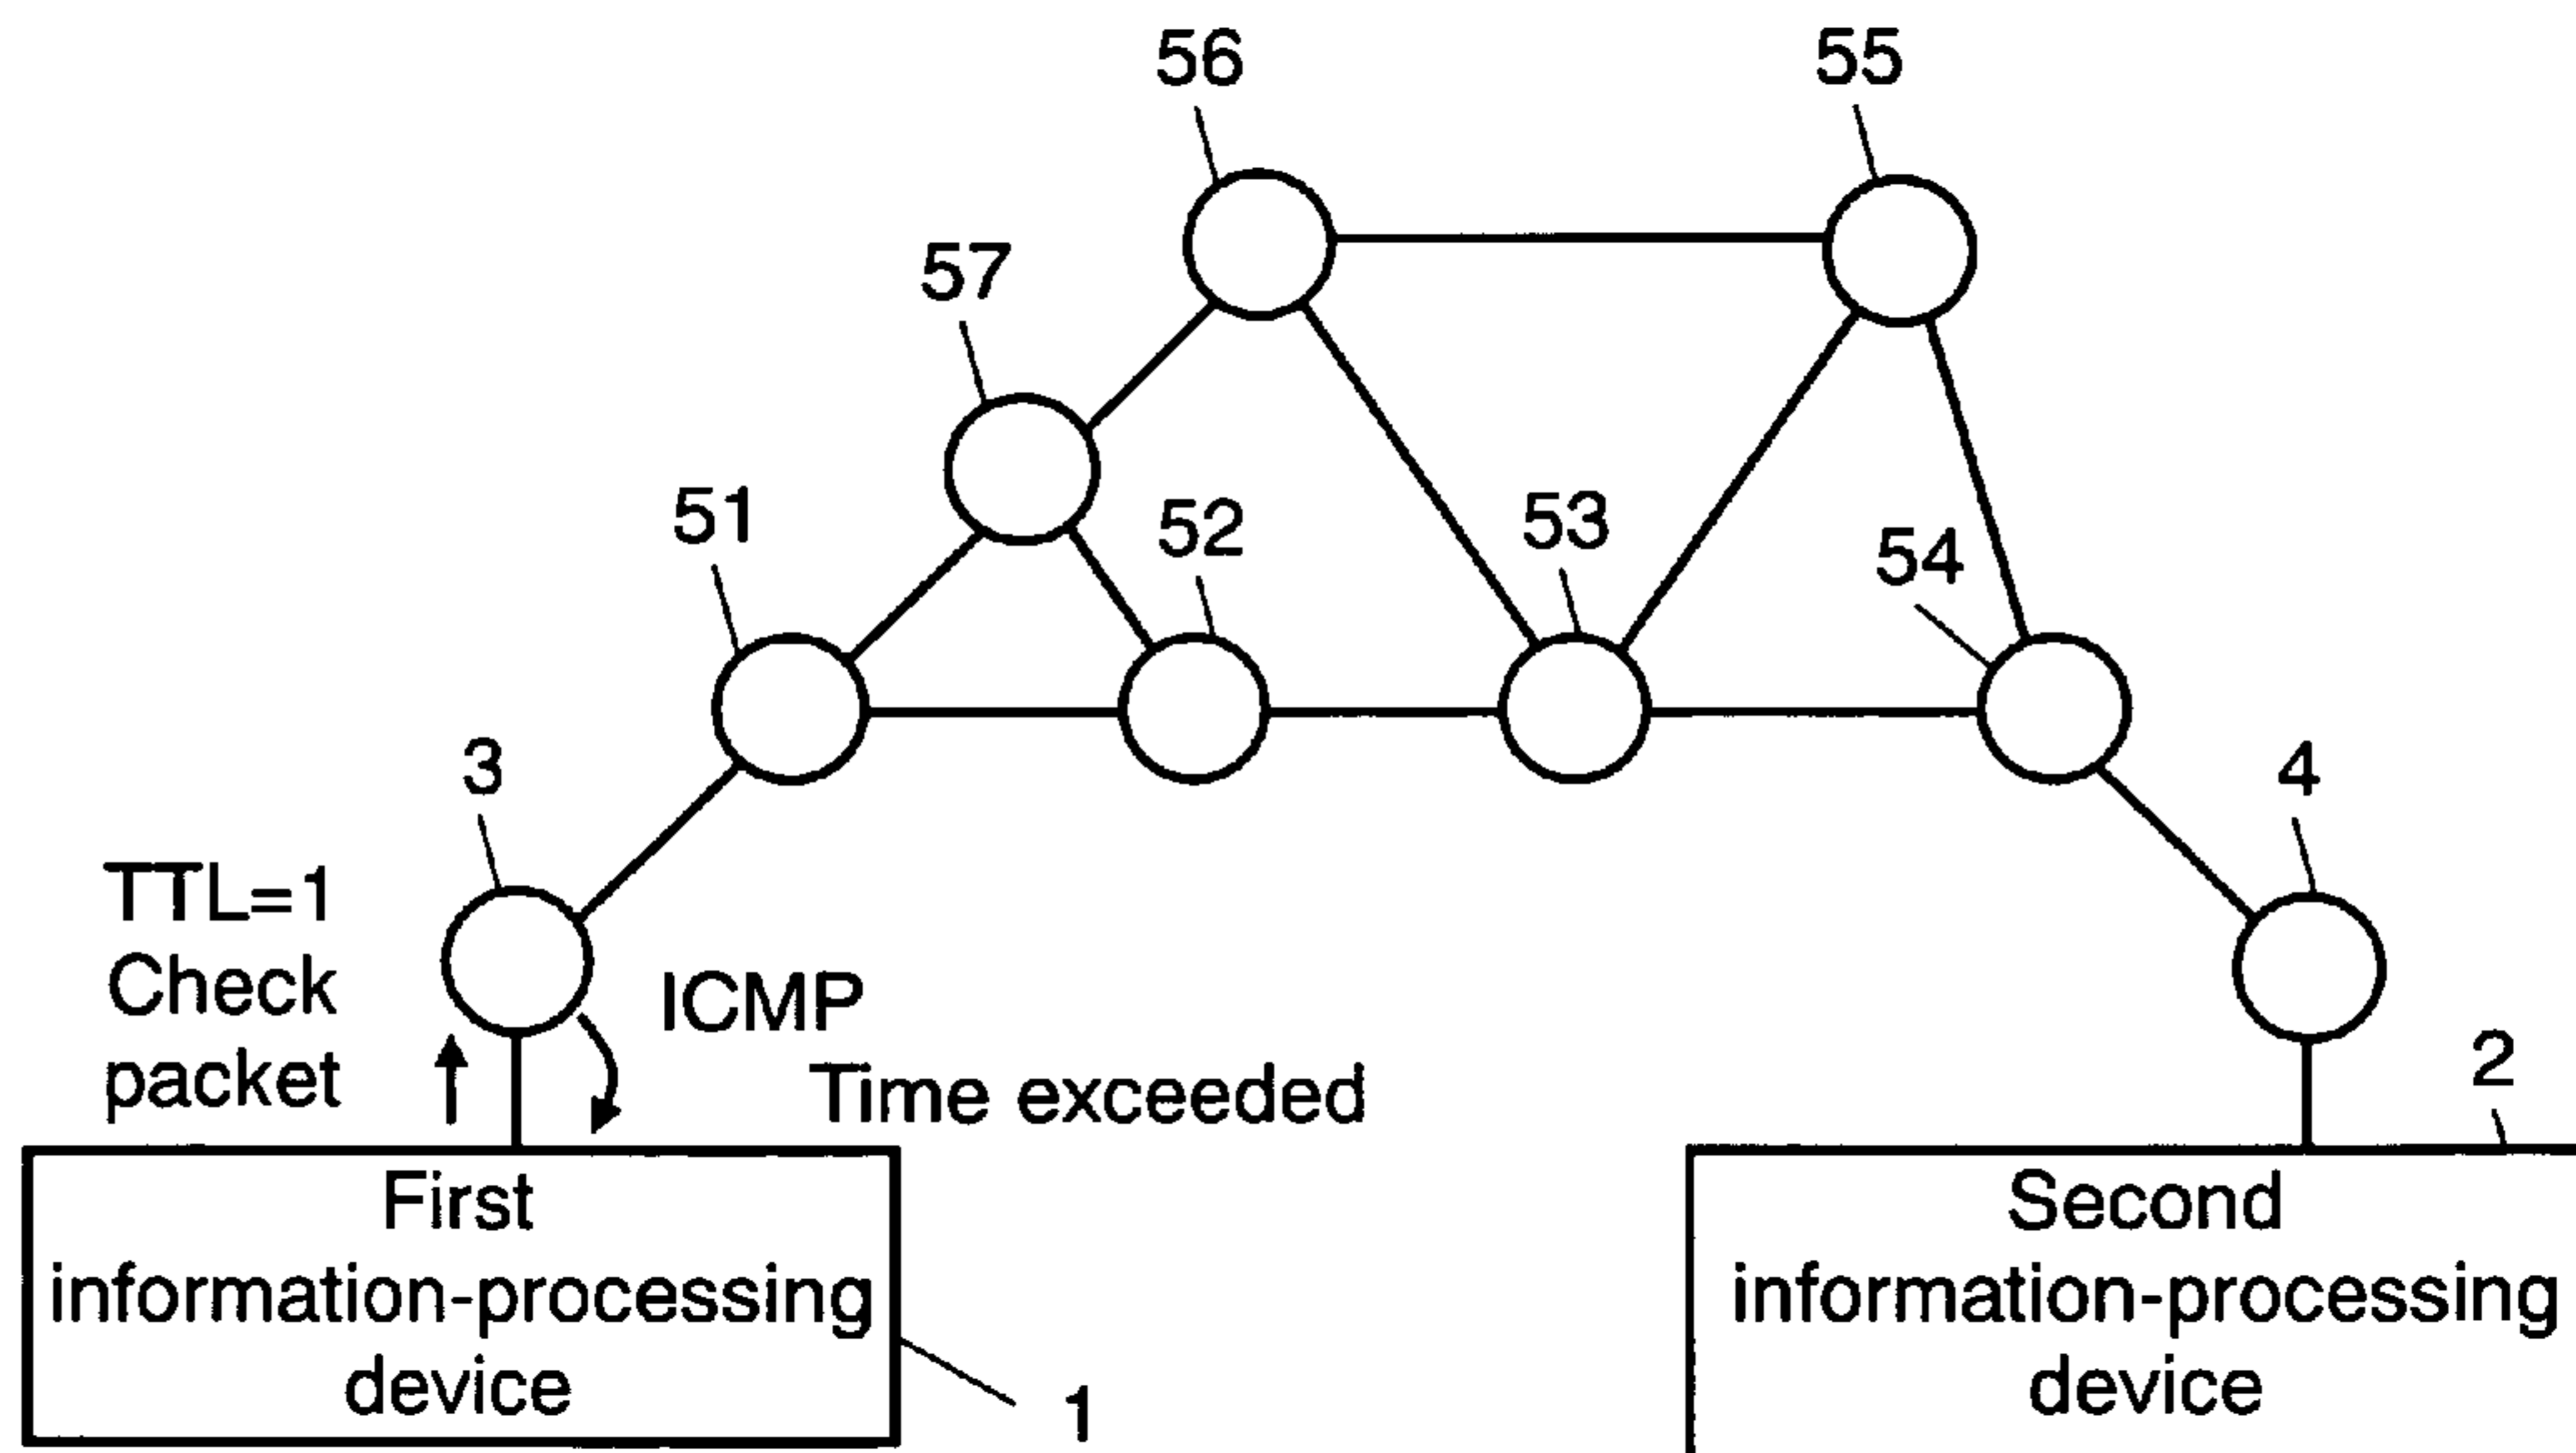 56
55
57
51
52
53
54
3
4
TTL=1
Check
packet
ICMP
Time exceeded
2
First
information-processing
device
1
Second
information-processing
device